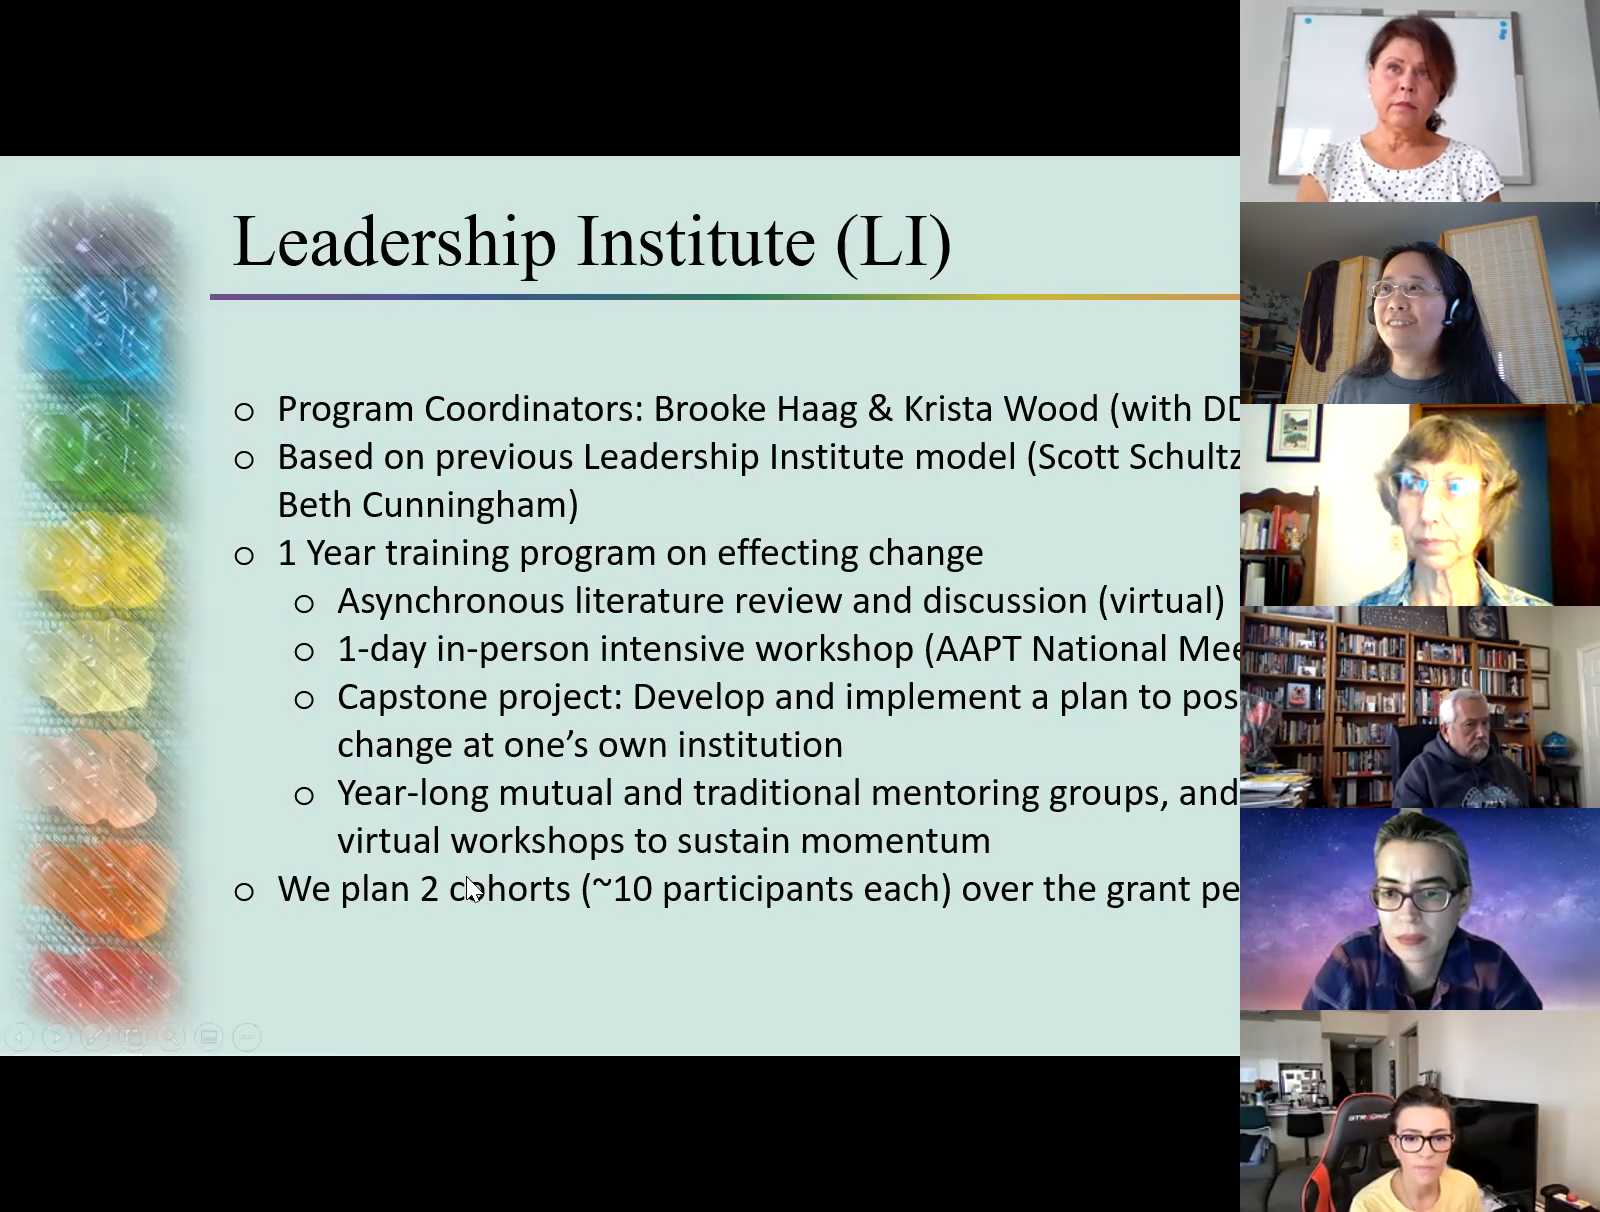 Leadership Institute (LI)
○ Program Coordinators: Brooke Haag & Krista Wood (with
○ Based on previous Leadership Institute model (Scott Schultz
Beth Cunningham)
○ 1 Year training program on effecting change
○ Asynchronous literature review and discussion (virtual)
○ 1-day in-person intensive workshop (AAPT National
○ Capstone project: Develop and implement a plan to
change at one’s own institution
○ Year-long mutual and traditional mentoring groups, and
virtual workshops to sustain momentum
○ We plan 2 cohorts (~10 participants each) over the grant